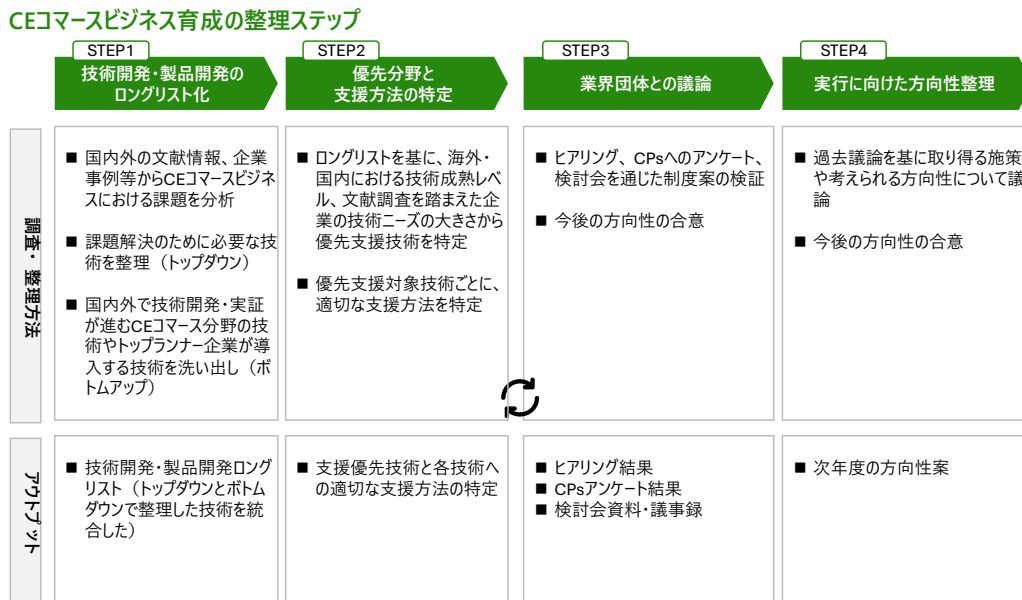 CEコマースビジネス育成の整理ステップ
STEP1
技術開発・製品開発の
ロングリスト化
STEP2
優先分野と
支援方法の特定
STEP3
業界団体との議論
STEP4
実行に向けた方向性整理
調査・整理方法
■ 国内外の文献情報、企業
事例等からCEコマースビジネ
スにおける課題を分析
■ 課題解決のために必要な技
術を整理（トップダウン）
■ 国内外で技術開発・実証
が進むCEコマース分野の技
術やトップランナー企業が導
入する技術を洗い出し（ボ
トムアップ）
■ ロングリストを基に、海外・
国内における技術成熟レベ
ル、文献調査を踏まえた企
業の技術ニーズの大きさから
優先支援技術を特定
■ 優先支援対象技術ごとに、
適切な支援方法を特定
■ ヒアリング、CPsへのアンケート、
検討会を通じた制度案の検証
■ 今後の方向性の合意
■ 過去議論を基に取り得る施策
や考えられる方向性について議
論
■ 今後の方向性の合意
アウトプット
■ 技術開発・製品開発ロング
リスト（トップダウンとボトム
ダウンで整理した技術を統
合した）
■ 支援優先技術と各技術へ
の適切な支援方法の特定
■ ヒアリング結果
■ CPsアンケート結果
■ 検討会資料・議事録
■ 次年度の方向性案